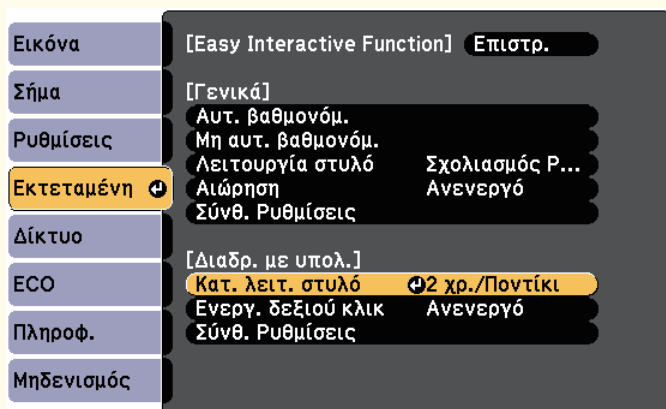 Εικόνα
Σήμα
Ρυθμίσεις
Εκτεταμένη
Δίκτυο
ECO
Πληροφ.
Μηδενισμός
[Easy Interactive Function] Επιστρ.
[Γενικά]
Αυτ. βαθμονόμ.
Μη αυτ. βαθμονόμ.
Λειτουργία στυλό Σχολιασμός P...
Αιώρηση Ανενεργό
Σύνθ. Ρυθμίσεις
[Διαδρ. με υπολ.]
Κατ. λειτ. στυλό 2 χρ./Ποντίκι
Ενεργ. δεξιού κλικ Ανενεργό
Σύνθ. Ρυθμίσεις